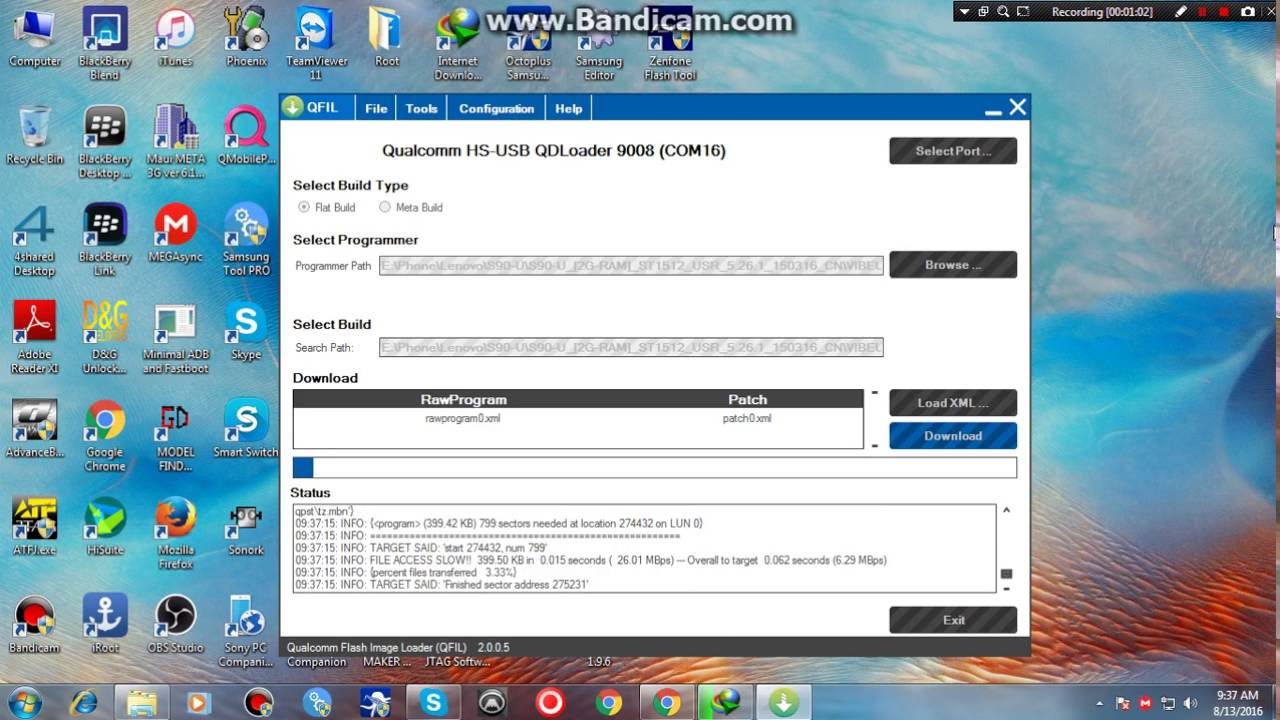 www.Bandicam.com
Recording [00:01:02]
Computer
BlackBerry Blend
iTunes
Phoenix
TeamViewer 11
Root
Internet Downlo...
Octoplus Samsu...
Samsung Editor
Zenfone Flash Tool
Recycle Bin
BlackBerry Desktop ...
Maui META 3G ver 6.1...
QMobileP...
4shared Desktop
BlackBerry Link
MEGAsync
Samsung Tool PRO
Adobe Reader XI
D&G Unlock...
Minimal ADB and Fastboot
Skype
AdvanceB...
Google Chrome
MODEL FIND...
Smart Switch
ATFJ.exe
HiSuite
Mozilla Firefox
Sonork
Bandicam
iRoot
OBS Studio
Sony PC Compani...
Companion
MAKER ...
JTAG Softw...
1.9.6
QFIL
File
Tools
Configuration
Help
Qualcomm HS-USB QDLoader 9008 (COM16)
Select Port ...
Select Build Type
Flat Build
Meta Build
Select Programmer
Programmer Path
E:\Phone\Lenovo\S90-U\S90-U_[2G-RAM]_ST1512_USR_5.26.1_150316_CN\VIBEU
Browse ...
Select Build
Search Path:
E:\Phone\Lenovo\S90-U\S90-U_[2G-RAM]_ST1512_USR_5.26.1_150316_CN\VIBEU
Download
RawProgram Patch
rawprogram0.xml patch0.xml
Load XML ...
Download
Status
qpst\tz.mbn'}
09:37:15: INFO: {<program> (399.42 KB) 799 sectors needed at location 274432 on LUN 0}
09:37:15: INFO: =======================================================
09:37:15: INFO: TARGET SAID: 'start 274432, num 799'
09:37:15: INFO: FILE ACCESS SLOW!! 399.50 KB in 0.015 seconds ( 26.01 MBps) --- Overall to target 0.062 seconds (6.29 MBps)
09:37:15: INFO: {percent files transferred 3.33%}
09:37:15: INFO: TARGET SAID: 'Finished sector address 275231'
Exit
Qualcomm Flash Image Loader (QFIL) 2.0.0.5
9:37 AM
8/13/2016